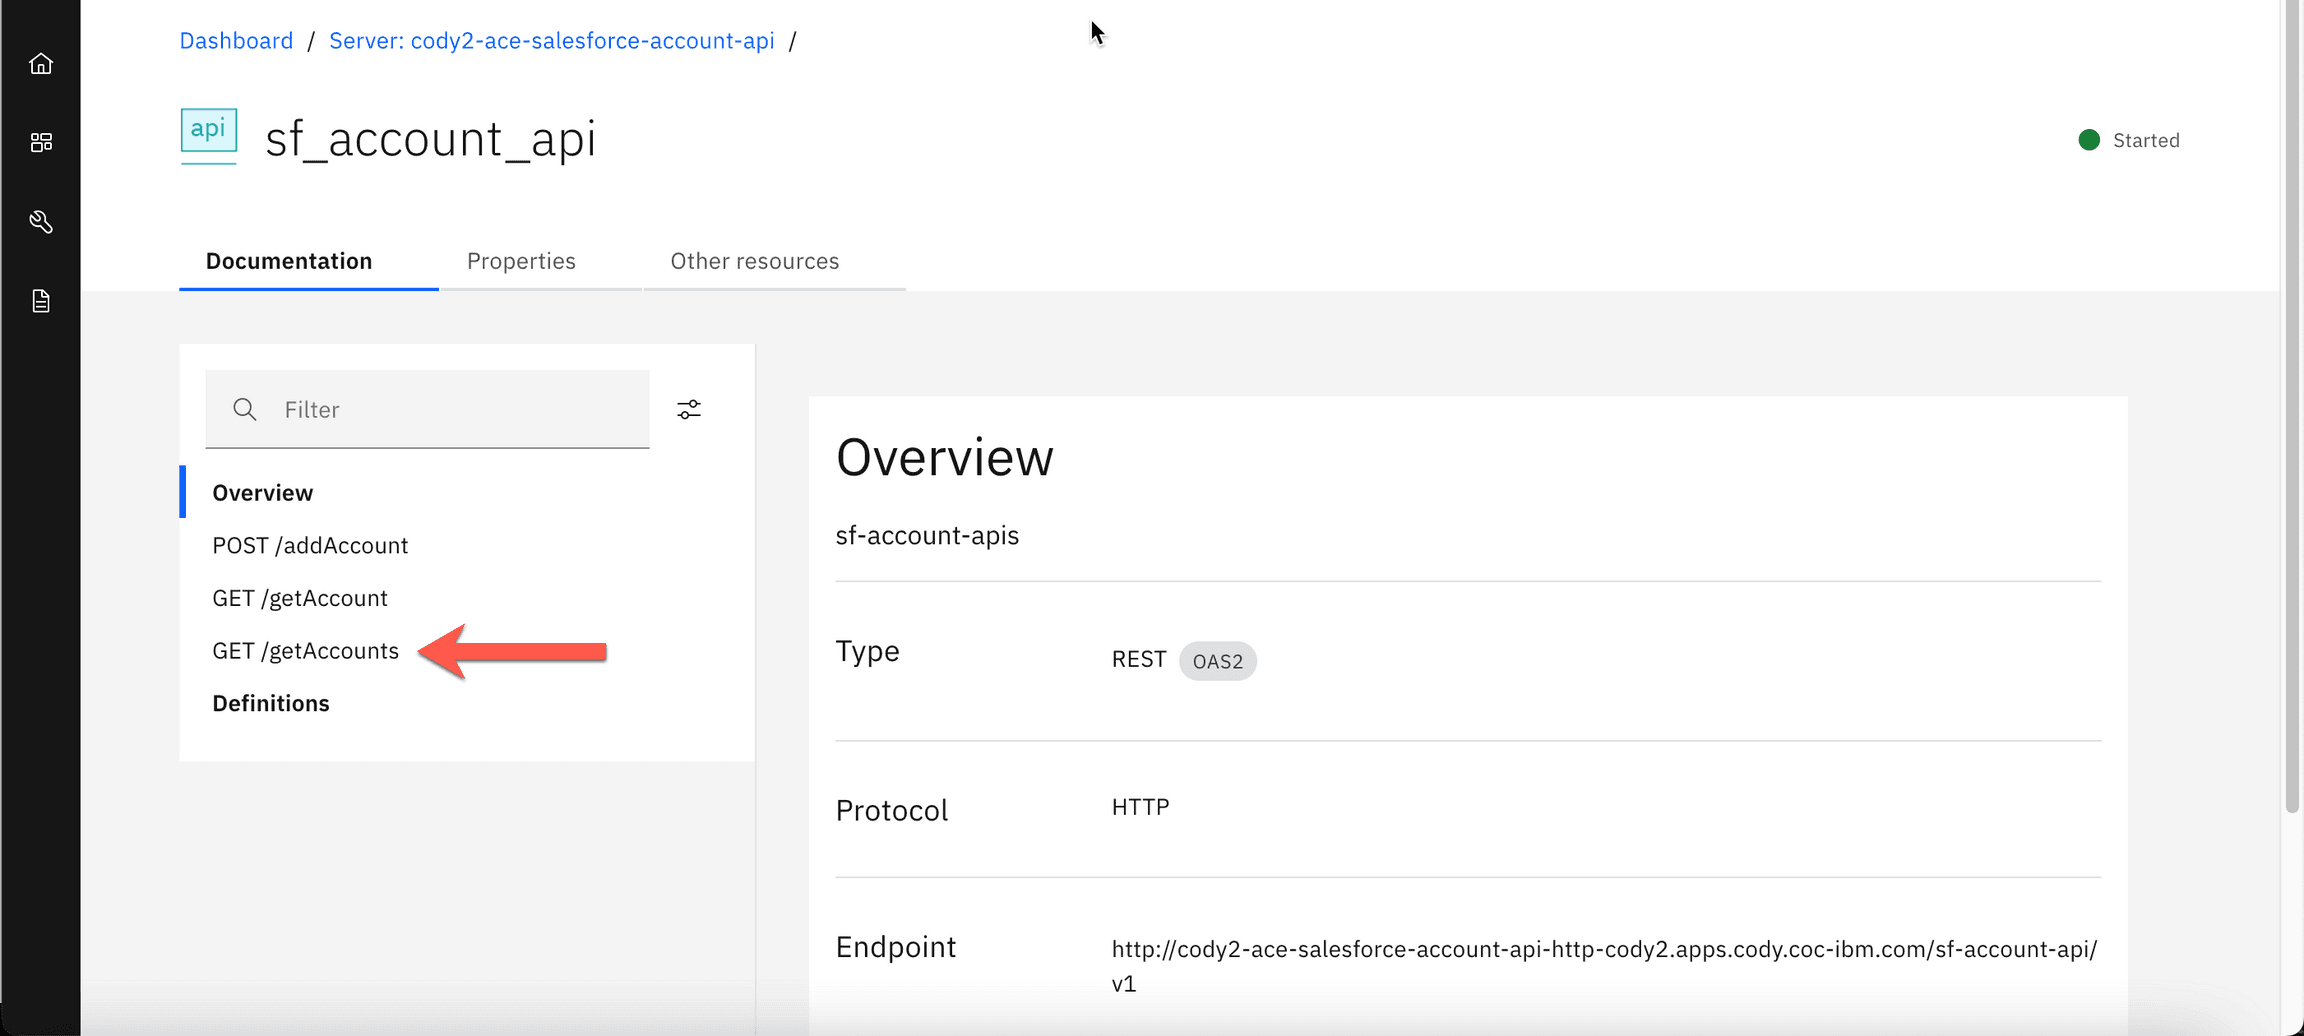 Dashboard / Server: cody2-ace-salesforce-account-api /
api
sf_account_api
Started
Documentation
Properties
Other resources
Filter
Overview
POST /addAccount
GET /getAccount
GET /getAccounts
Definitions
Overview
sf-account-apis
Type
REST OAS2
Protocol
HTTP
Endpoint
http://cody2-ace-salesforce-account-api-http-cody2.apps.cody.coc-ibm.com/sf-account-api/
v1